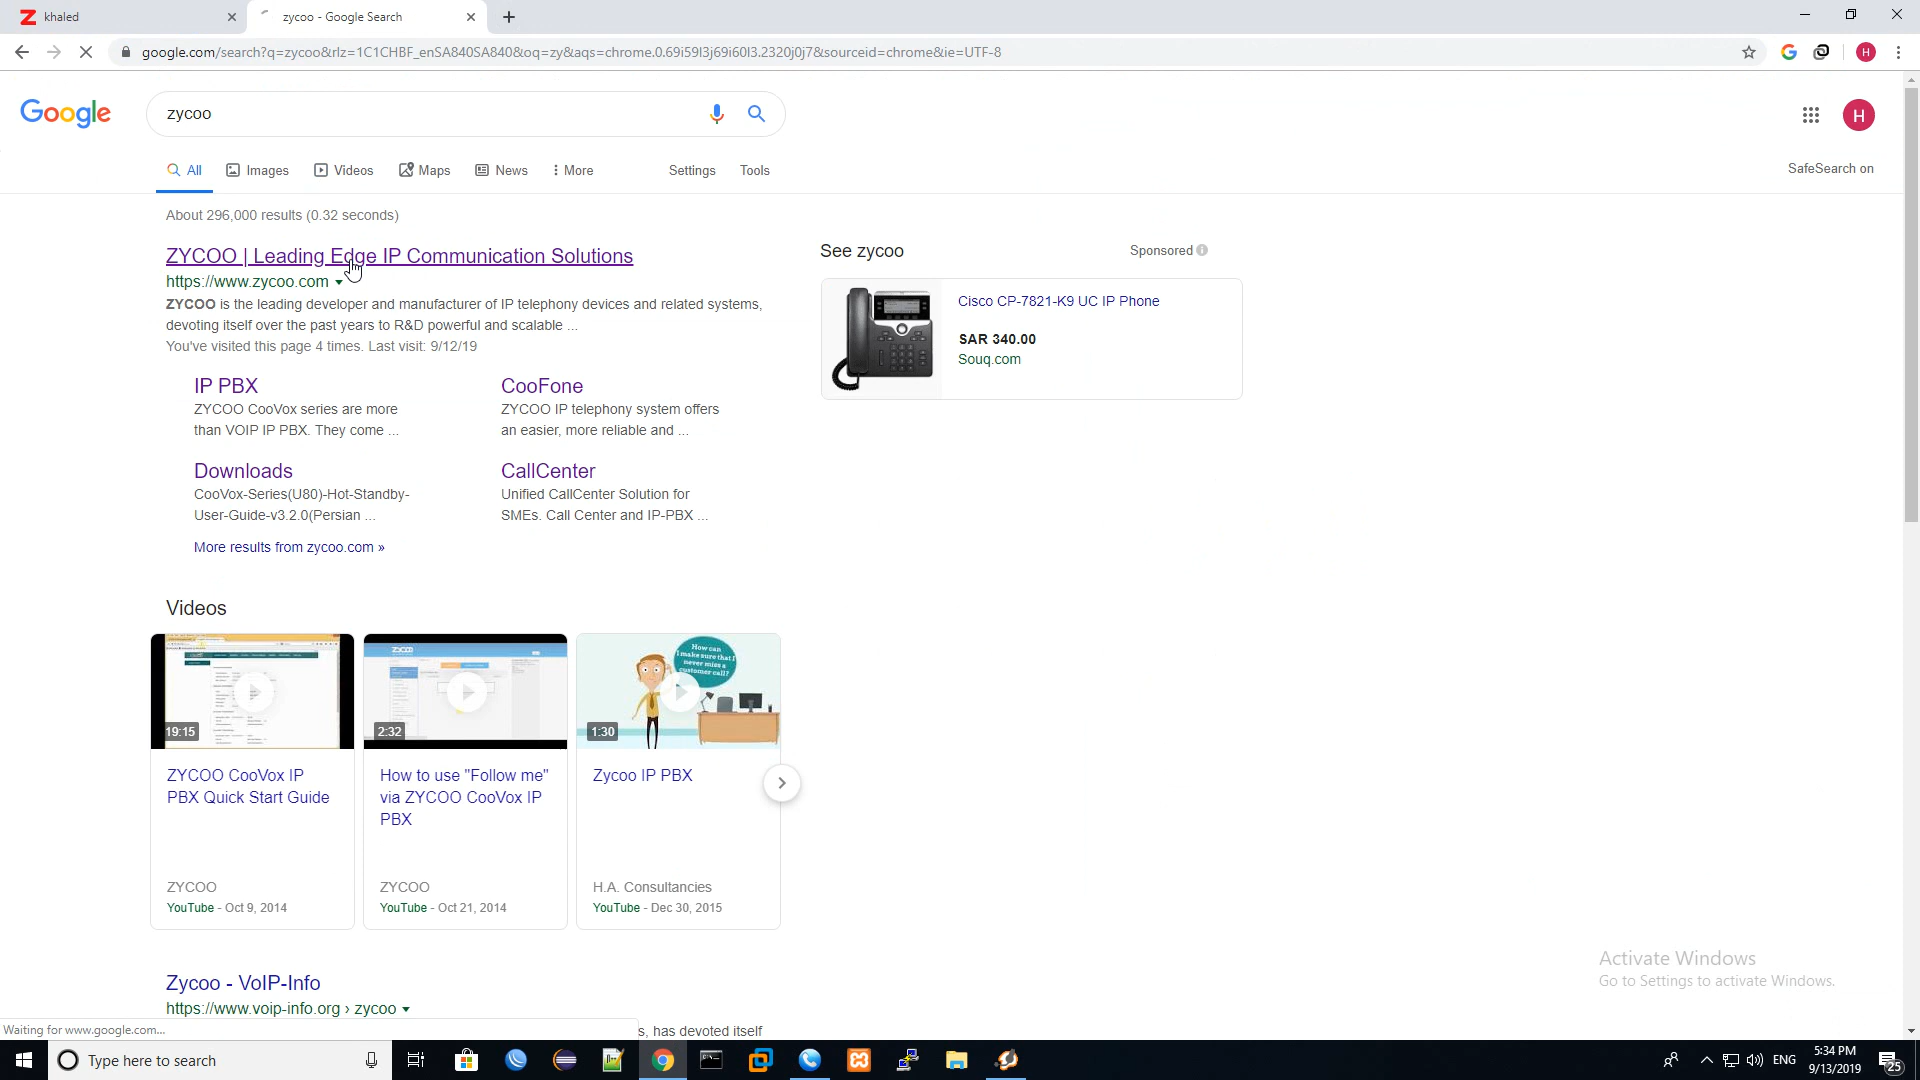 khaled
zycoo - Google Search
google.com/search?q=zycoo&rlz=1C1CHBF_enSA840SA840&oq=zy&aqs=chrome.0.69i59l3j69i60l3.2320j0j7&sourceid=chrome&ie=UTF-8
H
Google
zycoo
H
All
Images
Videos
Maps
News
More
Settings
Tools
SafeSearch on
About 296,000 results (0.32 seconds)
ZYCOO | Leading Edge IP Communication Solutions
https://www.zycoo.com
ZYCOO is the leading developer and manufacturer of IP telephony devices and related systems,
devoting itself over the past years to R&D powerful and scalable ...
You've visited this page 4 times. Last visit: 9/12/19
IP PBX
ZYCOO CooVox series are more
than VOIP IP PBX. They come ...
CooFone
ZYCOO IP telephony system offers
an easier, more reliable and ...
Downloads
CooVox-Series(U80)-Hot-Standby-
User-Guide-v3.2.0(Persian ...
CallCenter
Unified CallCenter Solution for
SMEs. Call Center and IP-PBX ...
More results from zycoo.com »
See zycoo
Sponsored
Cisco CP-7821-K9 UC IP Phone
SAR 340.00
Souq.com
Videos
19:15
ZYCOO CooVox IP
PBX Quick Start Guide
ZYCOO
YouTube - Oct 9, 2014
ZYCOO
2:32
How to use "Follow me"
via ZYCOO CooVox IP
PBX
ZYCOO
YouTube - Oct 21, 2014
How can
I make sure that I
never miss a
customer call?
1:30
Zycoo IP PBX
H.A. Consultancies
YouTube - Dec 30, 2015
Zycoo - VoIP-Info
https://www.voip-info.org › zycoo
s, has devoted itself
Waiting for www.google.com...
Activate Windows
Go to Settings to activate Windows.
Type here to search
ENG
5:34 PM
9/13/2019
25